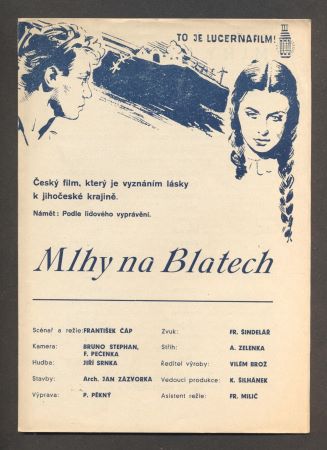 TO JE LUCERNAFILM!
Český film, který je vyznáním lásky
k jihočeské krajině.
Námět: Podle lidového vyprávění.
Mlhy na Blatech
Scénář a režie: FRANTIŠEK ČÁP
Kamera: BRUNO STEPHAN,
F. PEČENKA
Hudba: JIŘÍ SRNKA
Stavby: Arch. JAN ZÁZVORKA
Výprava: P. PĚKNÝ
Zvuk: FR. ŠINDELÁŘ
Střih: A. ZELENKA
Ředitel výroby: VILÉM BROŽ
Vedoucí produkce: K. ŠILHÁNEK
Asistent režie: FR. MILIČ